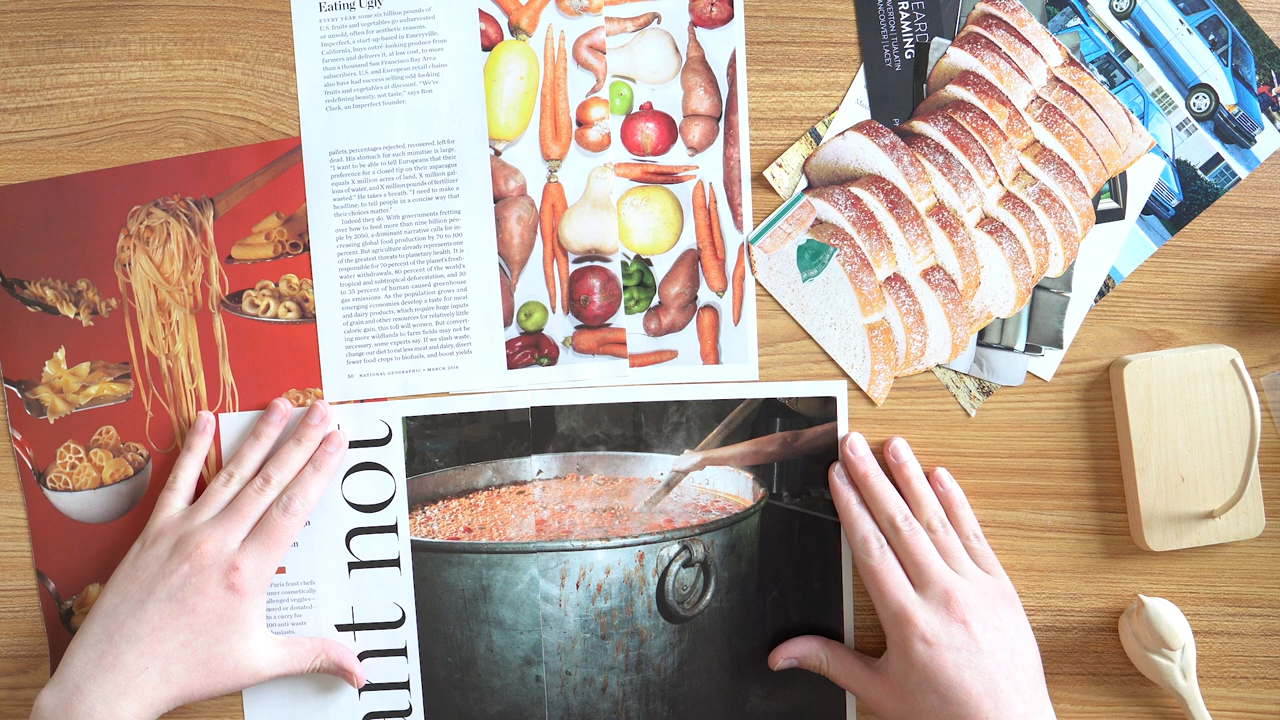 Eating Ugly
EVERY YEAR some six billion pounds of
U.S. fruits and vegetables go unharvested
or unsold, often for aesthetic reasons.
Imperfect, a start-up based in Emeryville,
California, buys outré-looking produce from
farmers and delivers it, at low cost, to more
than a thousand San Francisco Bay Area
subscribers. U.S. and European retail chains
also have had success selling odd-looking
fruits and vegetables at discount. "We're
redefining beauty, not taste," says Ron
Clark, an Imperfect founder.
pallets, percentages rejected, recovered, left for
dead. His stomach for such minutiae is large.
"I want to be able to tell Europeans that their
preference for a closed tip on their asparagus
equals X million acres of land, X million gal-
lons of water, and X million pounds of fertilizer
wasted." He takes a breath. "I need to make a
headline, to tell people in a concise way that
their choices matter."
Indeed they do. With governments fretting
over how to feed more than nine billion peo-
ple by 2050, a dominant narrative calls for in-
creasing global food production by 70 to 100
percent. But agriculture already represents one
of the greatest threats to planetary health. It is
responsible for 70 percent of the planet's fresh-
water withdrawals, 80 percent of the world's
tropical and subtropical deforestation, and 30
to 35 percent of human-caused greenhouse
gas emissions. As the population grows and
emerging economies develop a taste for meat
and dairy products, which require huge inputs
of grain and other resources for relatively little
caloric gain, this toll will worsen. But convert-
ing more wildlands to farm fields may not be
necessary, some experts say. If we slash waste,
change our diet to eat less meat and dairy, divert
fewer food crops to biofuels, and boost yields
50 NATIONAL GEOGRAPHIC • MARCH 2016
FRAMING
TUALATIN
LACEY
ant not
Paris feast chefs
allenged veggies—
to a curry for
100 anti-waste